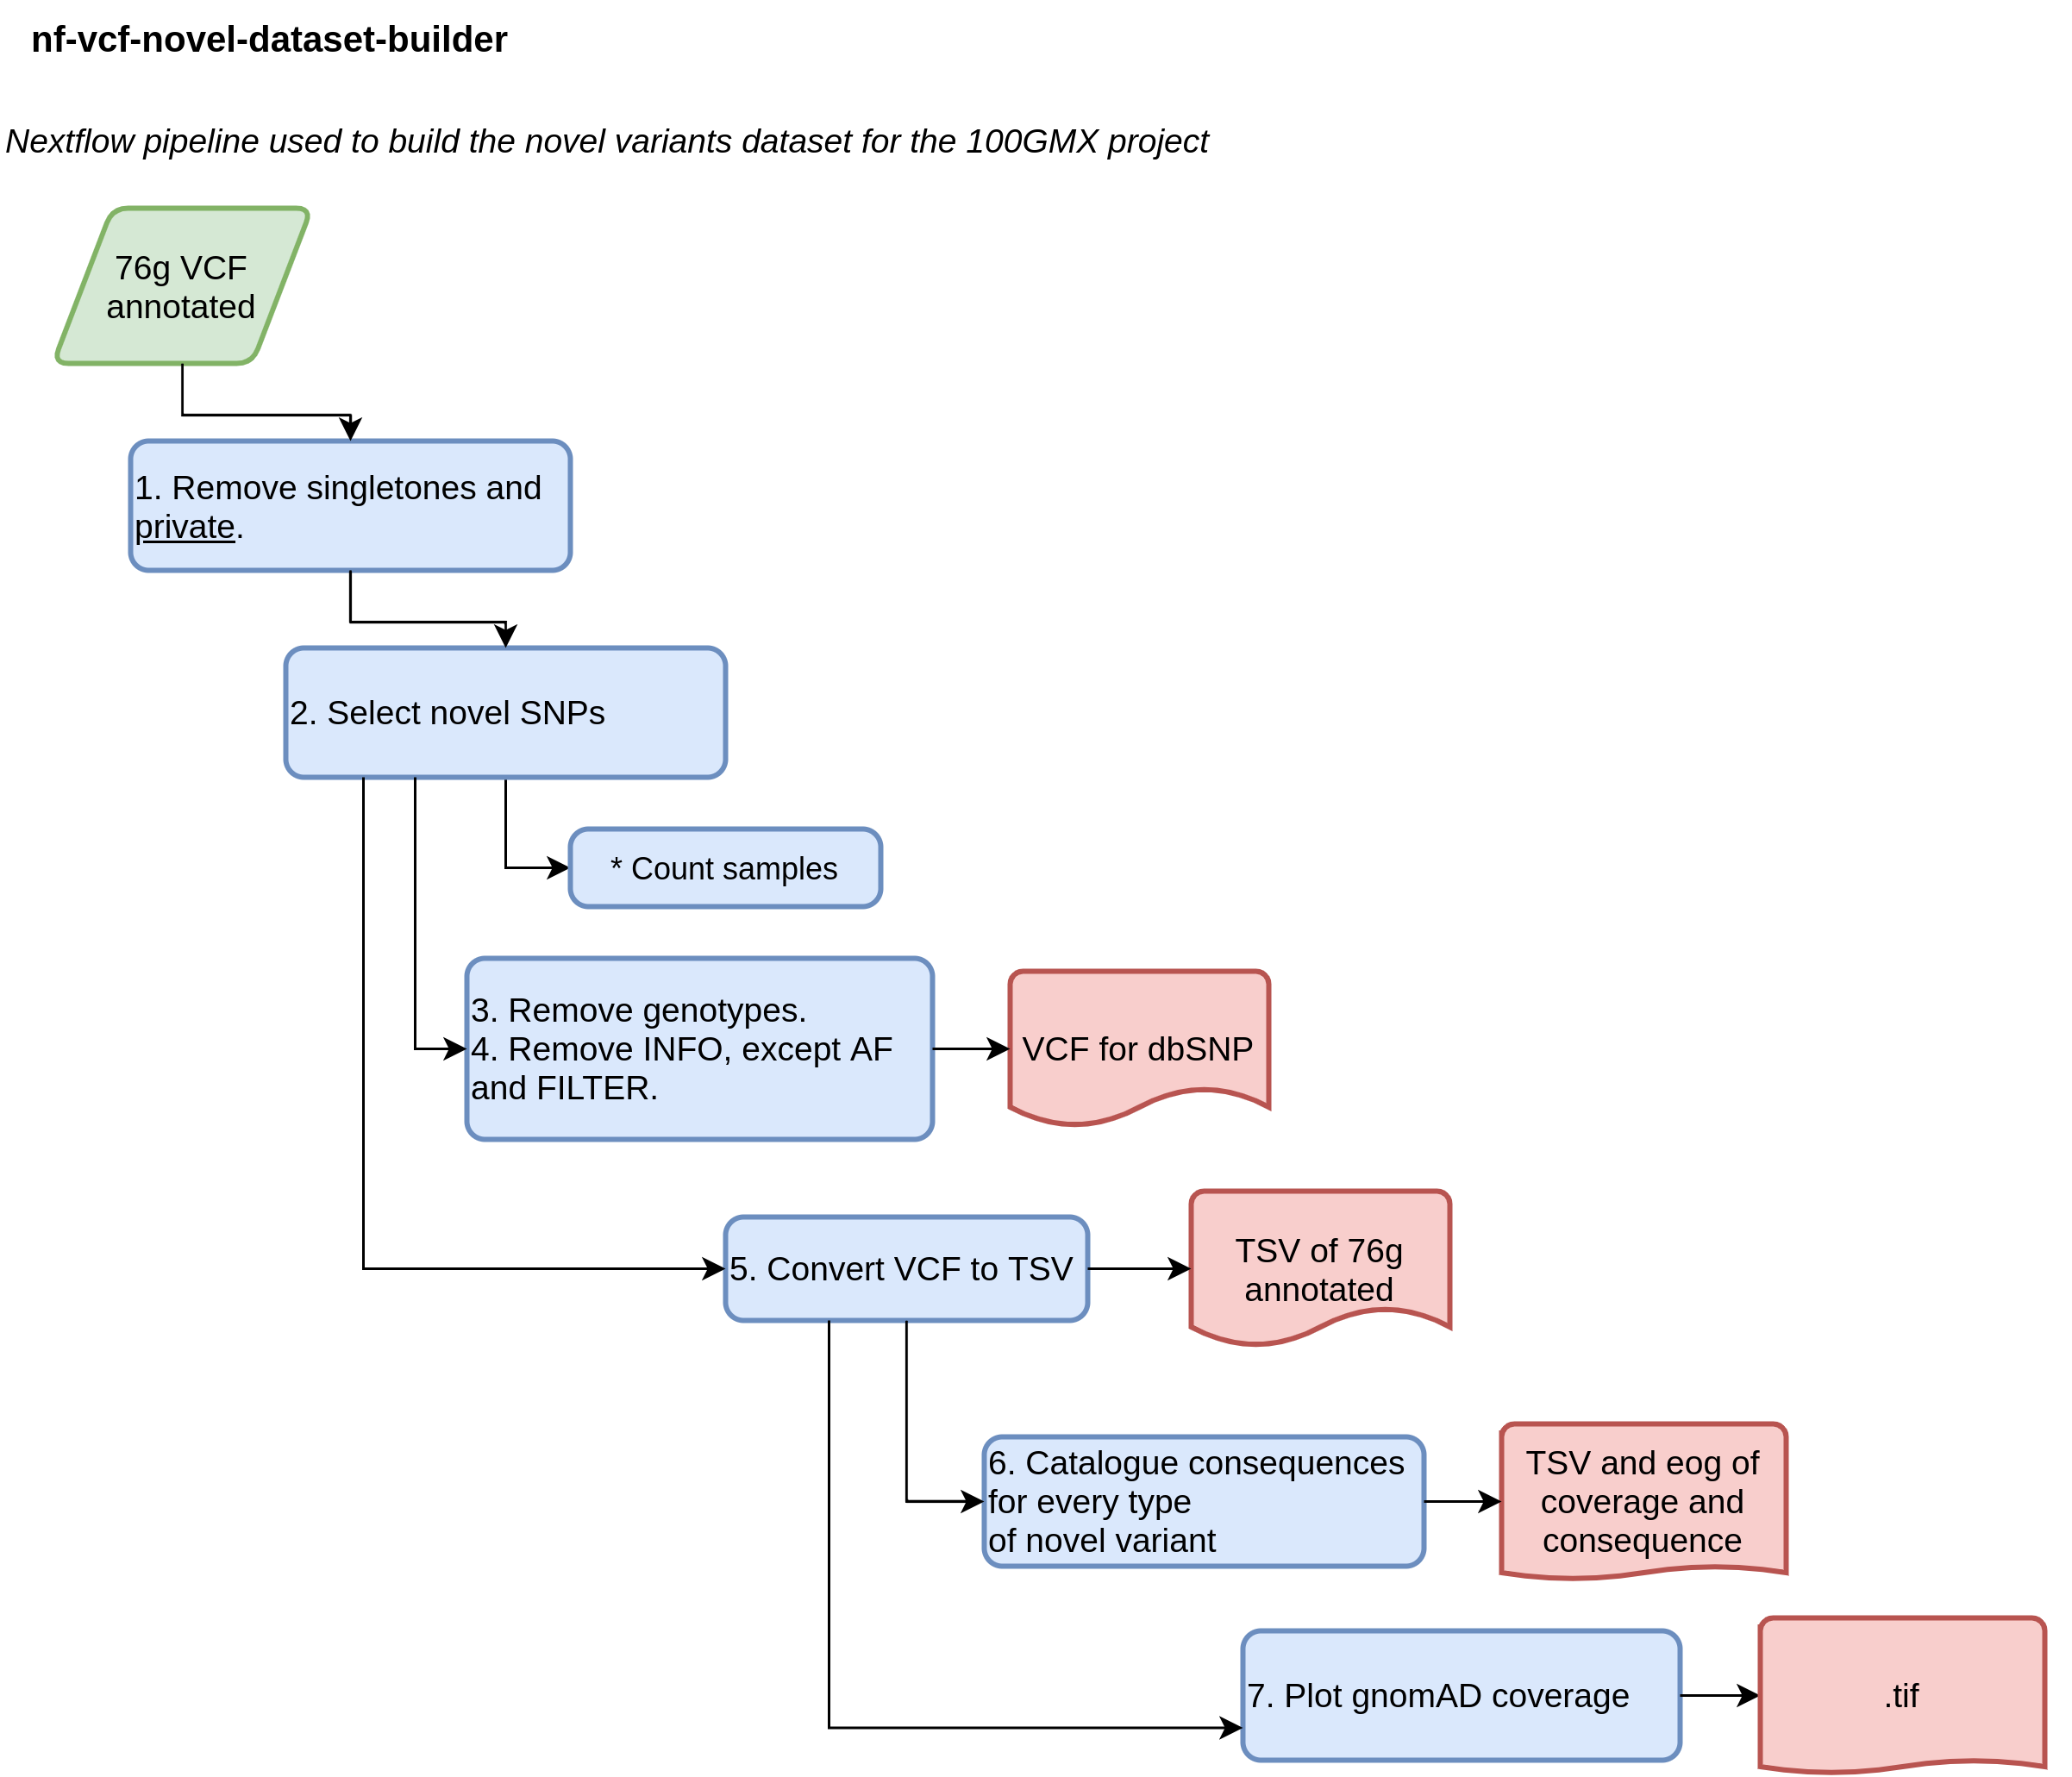 nf-vcf-novel-dataset-builder
Nextflow pipeline used to build the novel variants dataset for the 100GMX project
76g VCF
annotated
1. Remove singletones and
private.
2. Select novel SNPs
* Count samples
3. Remove genotypes.
4. Remove INFO, except AF
and FILTER.
VCF for dbSNP
5. Convert VCF to TSV
TSV of 76g
annotated
6. Catalogue consequences
for every type
of novel variant
TSV and eog of
coverage and
consequence
7. Plot gnomAD coverage
.tif